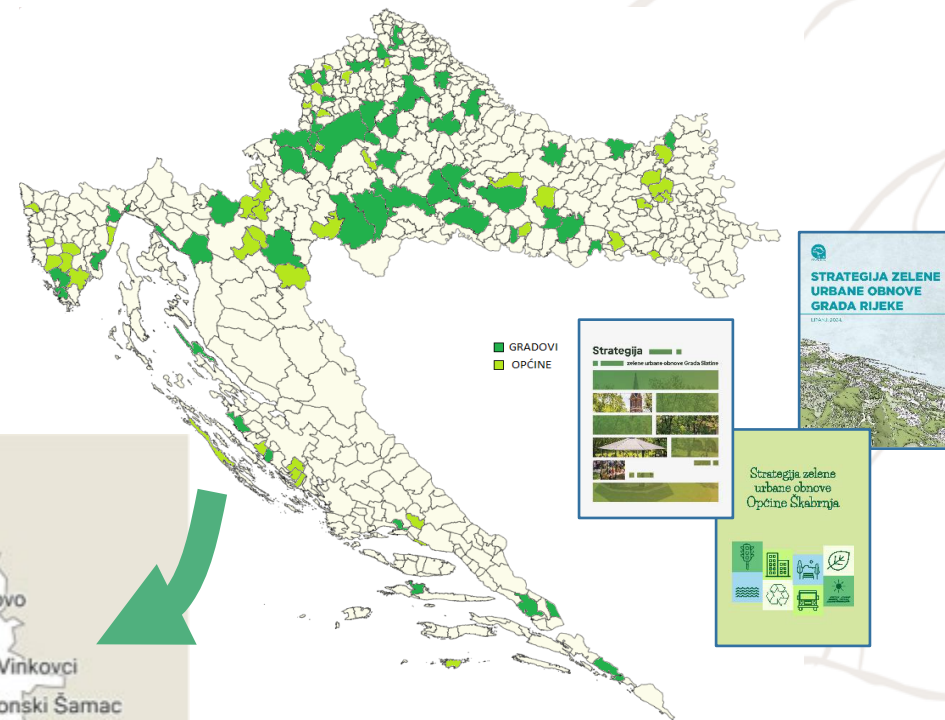 GRADOVI
OPĆINE
Strategija
zelene urbane obnove Grada Slatine
STRATEGIJA ZELENE
URBANE OBNOVE
GRADA RIJEKE
Strategija zelene
urbane obnove
Općine Škabrnja
Vinkovci
Šamac